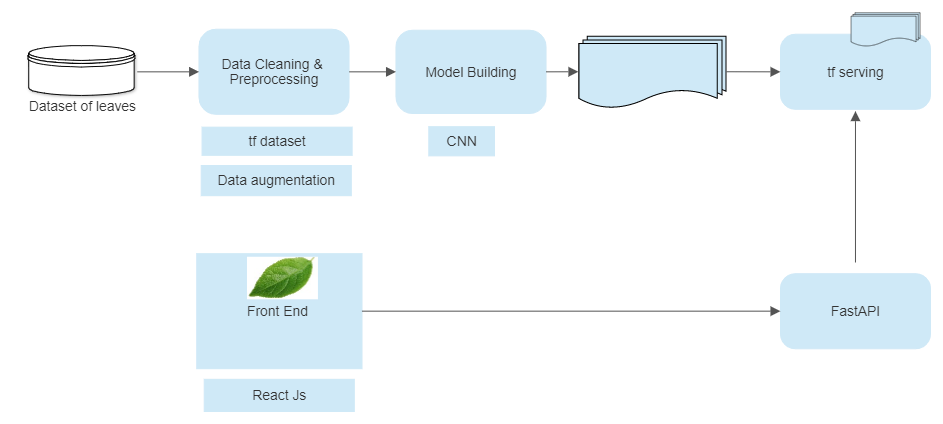 Data Cleaning &
Preprocessing
Model Building
tf serving
Dataset of leaves
tf dataset
CNN
Data augmentation
Front End
FastAPI
React Js